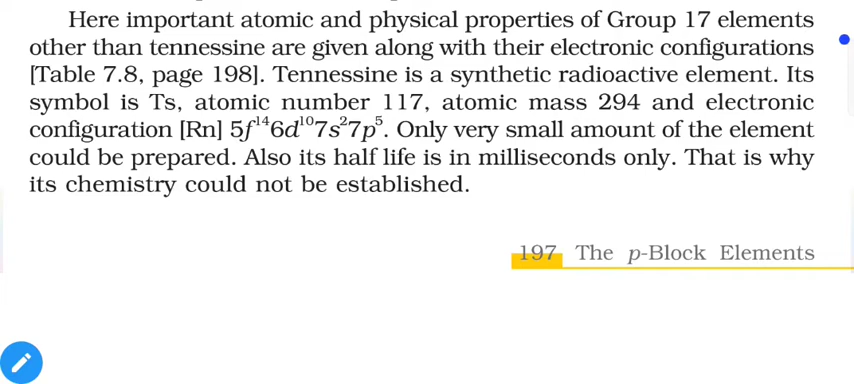 Here important atomic and physical properties of Group 17 elements
other than tennessine are given along with their electronic configurations
[Table 7.8, page 198]. Tennessine is a synthetic radioactive element. Its
symbol is Ts, atomic number 117, atomic mass 294 and electronic
configuration [Rn] 5f¹⁴6d¹⁰7s²7p⁵. Only very small amount of the element
could be prepared. Also its half life is in milliseconds only. That is why
its chemistry could not be established.
197 The p-Block Elements